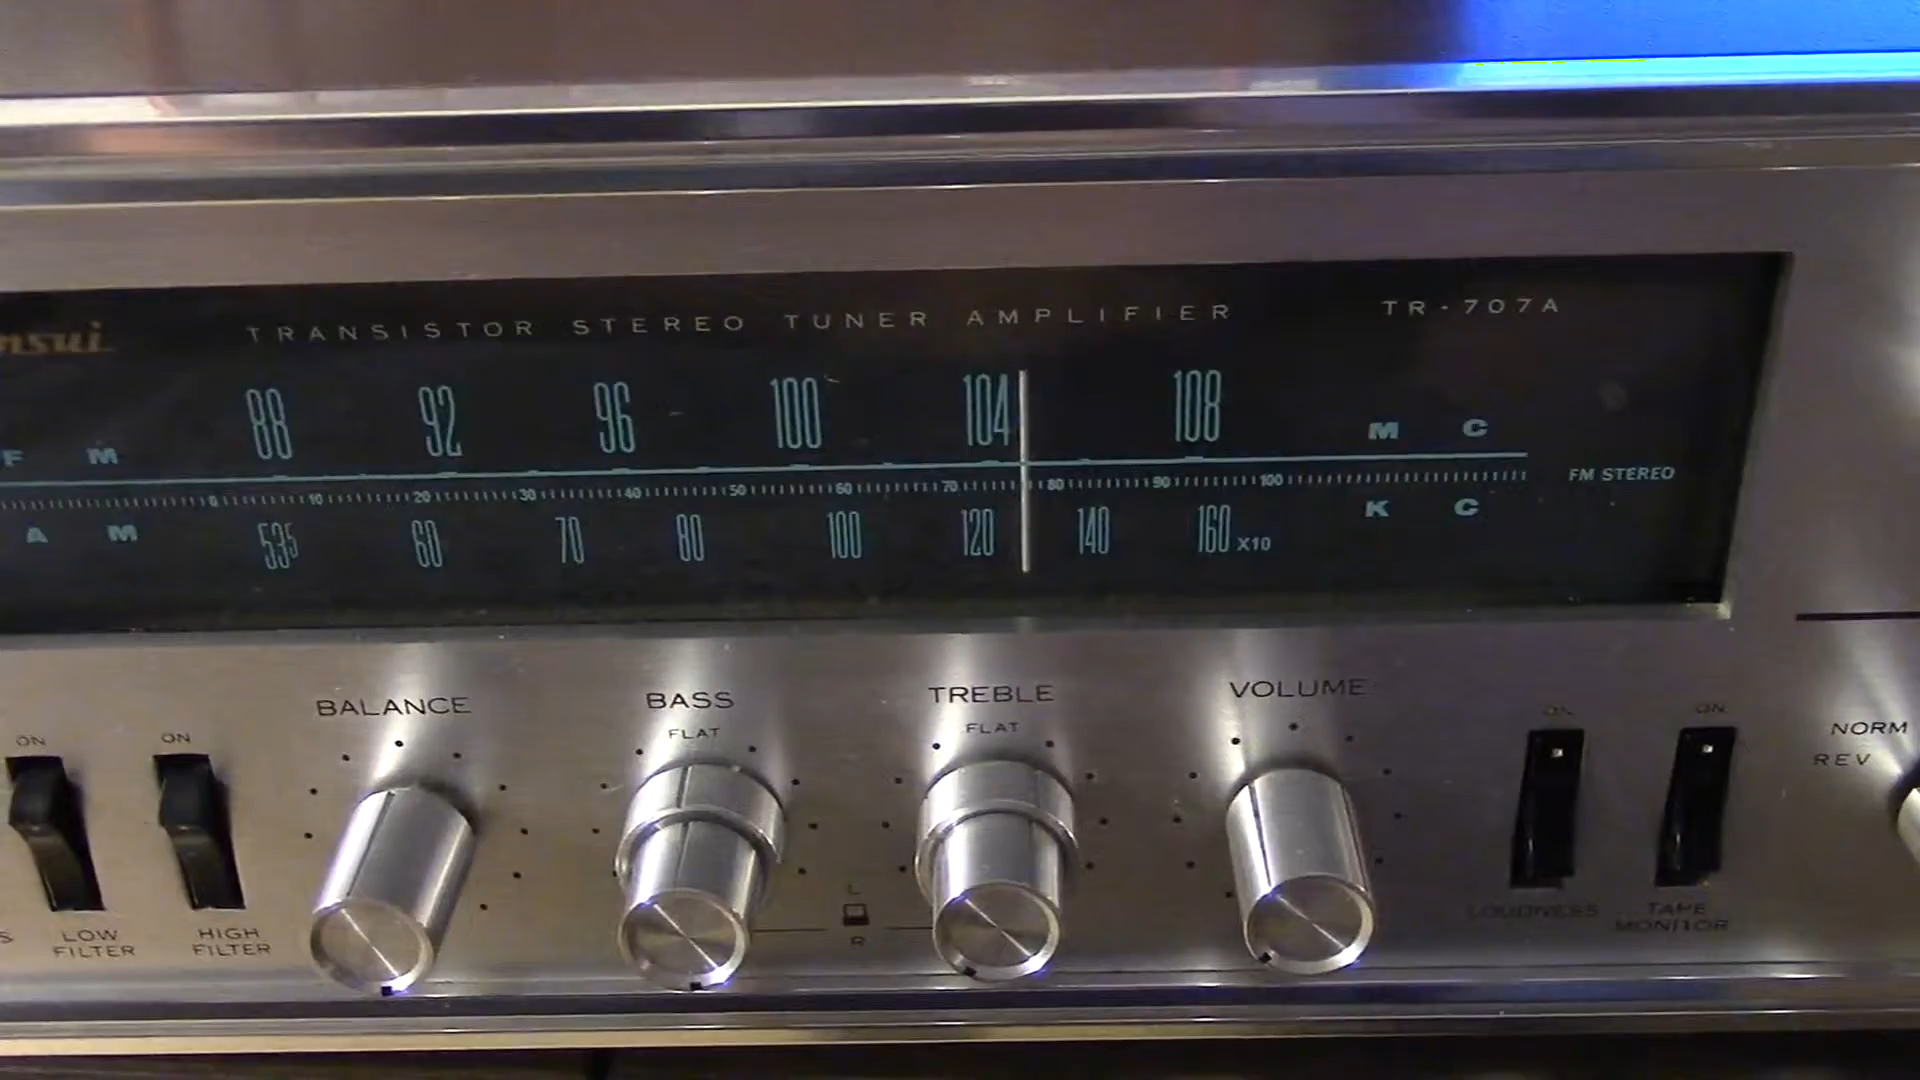 TRANSISTOR STEREO TUNER AMPLIFIER
TR-707A
88 92 96 100 104 108
F M
M C
0 10 20 30 40 50 60 70 80 90 100
FM STEREO
A M
535 60 70 80 100 120 140 160 X10
K C
BALANCE
BASS
TREBLE
VOLUME
FLAT
FLAT
ON
ON
ON
ON
NORM
REV
L
R
LOW
FILTER
HIGH
FILTER
LOUDNESS
TAPE
MONITOR